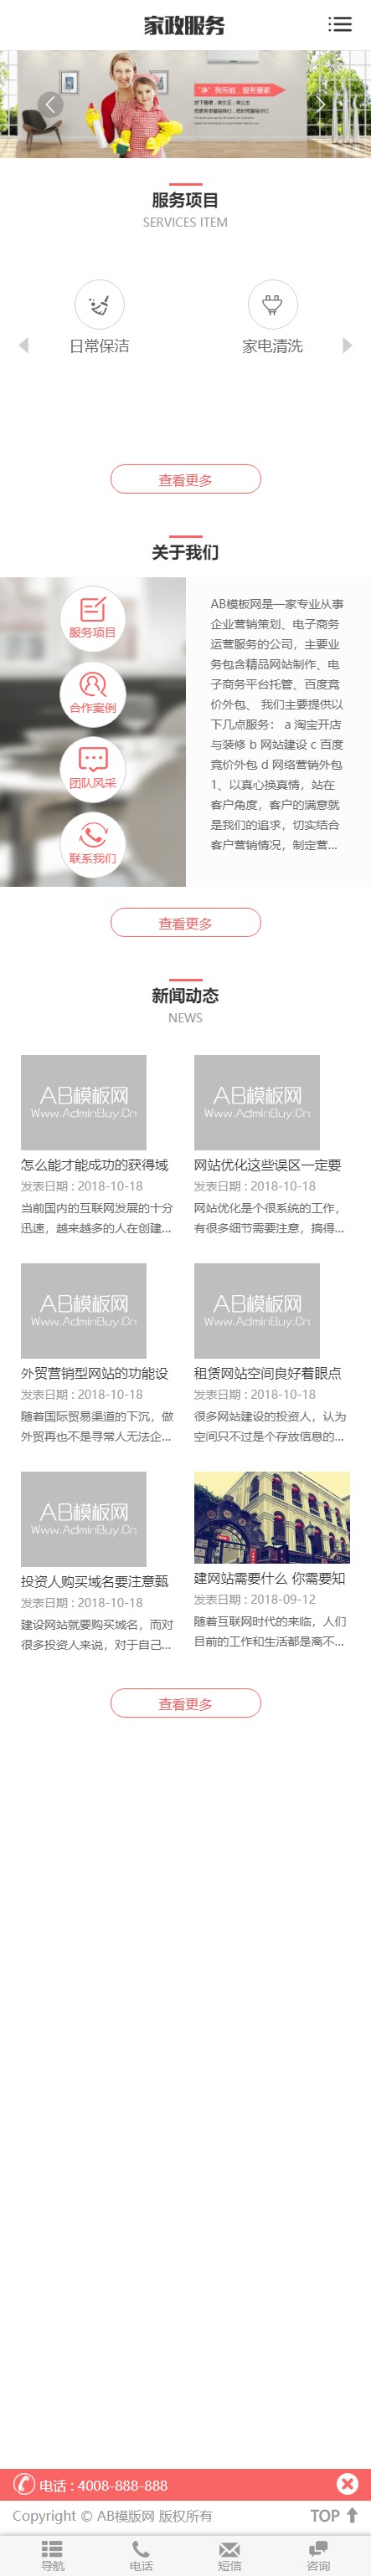 家政服务
“净”我所能，服务管家
服务项目
SERVICES ITEM
日常保洁
家电清洗
查看更多
关于我们
服务项目
合作案例
团队风采
联系我们
AB模板网是一家专业从事
企业营销策划、电子商务
运营服务的公司，主要业
务包含精品网站制作、电
子商务平台托管、百度竞
价外包、 我们主要提供以
下几点服务： a 淘宝开店
与装修 b 网站建设 c 百度
竞价外包 d 网络营销外包
1、以真心换真情，站在
客户角度，客户的满意就
是我们的追求，切实结合
客户营销情况，制定营...
查看更多
新闻动态
NEWS
AB模板网
Www.AdminBuy.Cn
怎么能才能成功的获得域
发表日期 : 2018-10-18
当前国内的互联网发展的十分
迅速，越来越多的人在创建...
AB模板网
Www.AdminBuy.Cn
网站优化这些误区一定要
发表日期 : 2018-10-18
网站优化是个很系统的工作，
有很多细节需要注意，搞得...
AB模板网
Www.AdminBuy.Cn
外贸营销型网站的功能设
发表日期 : 2018-10-18
随着国际贸易渠道的下沉，做
外贸再也不是寻常人无法企...
AB模板网
Www.AdminBuy.Cn
租赁网站空间良好着眼点
发表日期 : 2018-10-18
很多网站建设的投资人，认为
空间只不过是个存放信息的...
AB模板网
Www.AdminBuy.Cn
投资人购买域名要注意甄
发表日期 : 2018-10-18
建设网站就要购买域名，而对
很多投资人来说，对于自己...
建网站需要什么 你需要知
发表日期 : 2018-09-12
随着互联网时代的来临，人们
目前的工作和生活都是离不...
查看更多
电话 : 4008-888-888
Copyright © AB模版网 版权所有
TOP
导航
电话
短信
咨询